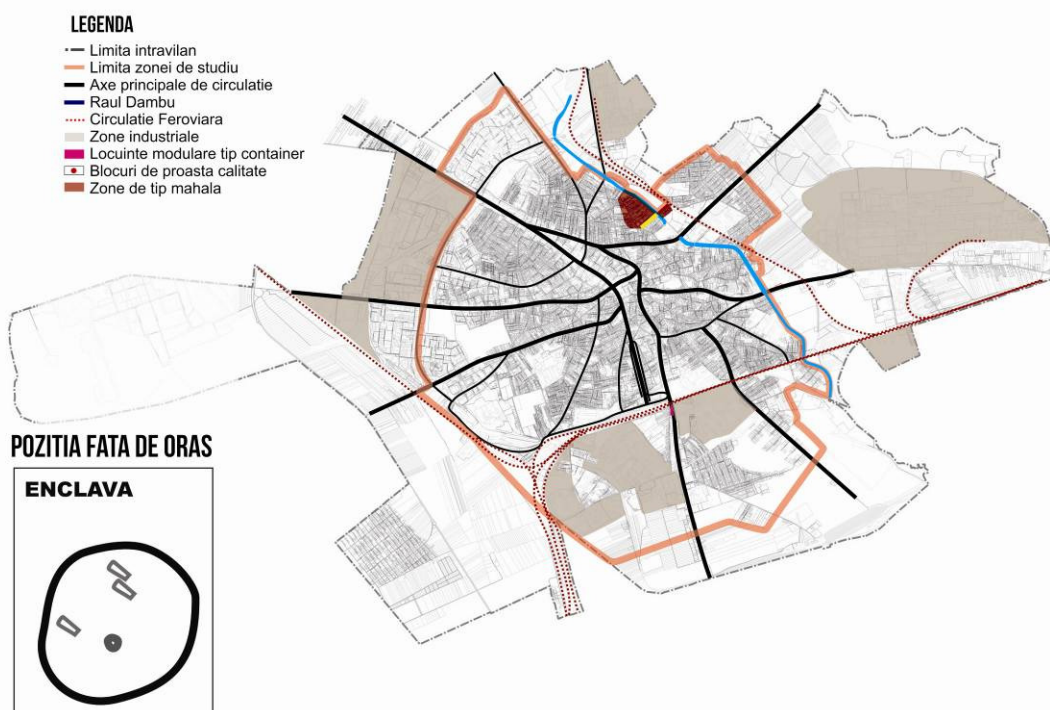 LEGENDA
Limita intravilan
Limita zonei de studiu
Axe principale de circulatie
Raul Dambu
Circulatie Feroviara
Zone industriale
Locuinte modulare tip container
Blocuri de proasta calitate
Zone de tip mahala
POZITIA FATA DE ORAS
ENCLAVA